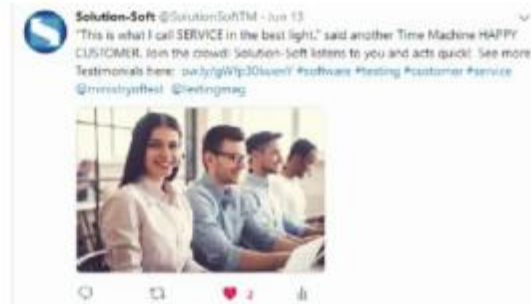 Solution-Soft @SolutionSoftTM - Jun 13
"This is what I call SERVICE in the best light," said another Time Machine HAPPY
CUSTOMER. Join the crowd! Solution-Soft listens to you and acts quick! See more
Testimonials here: #software #testing #customer #service
@ministryoftest @testingmag
2